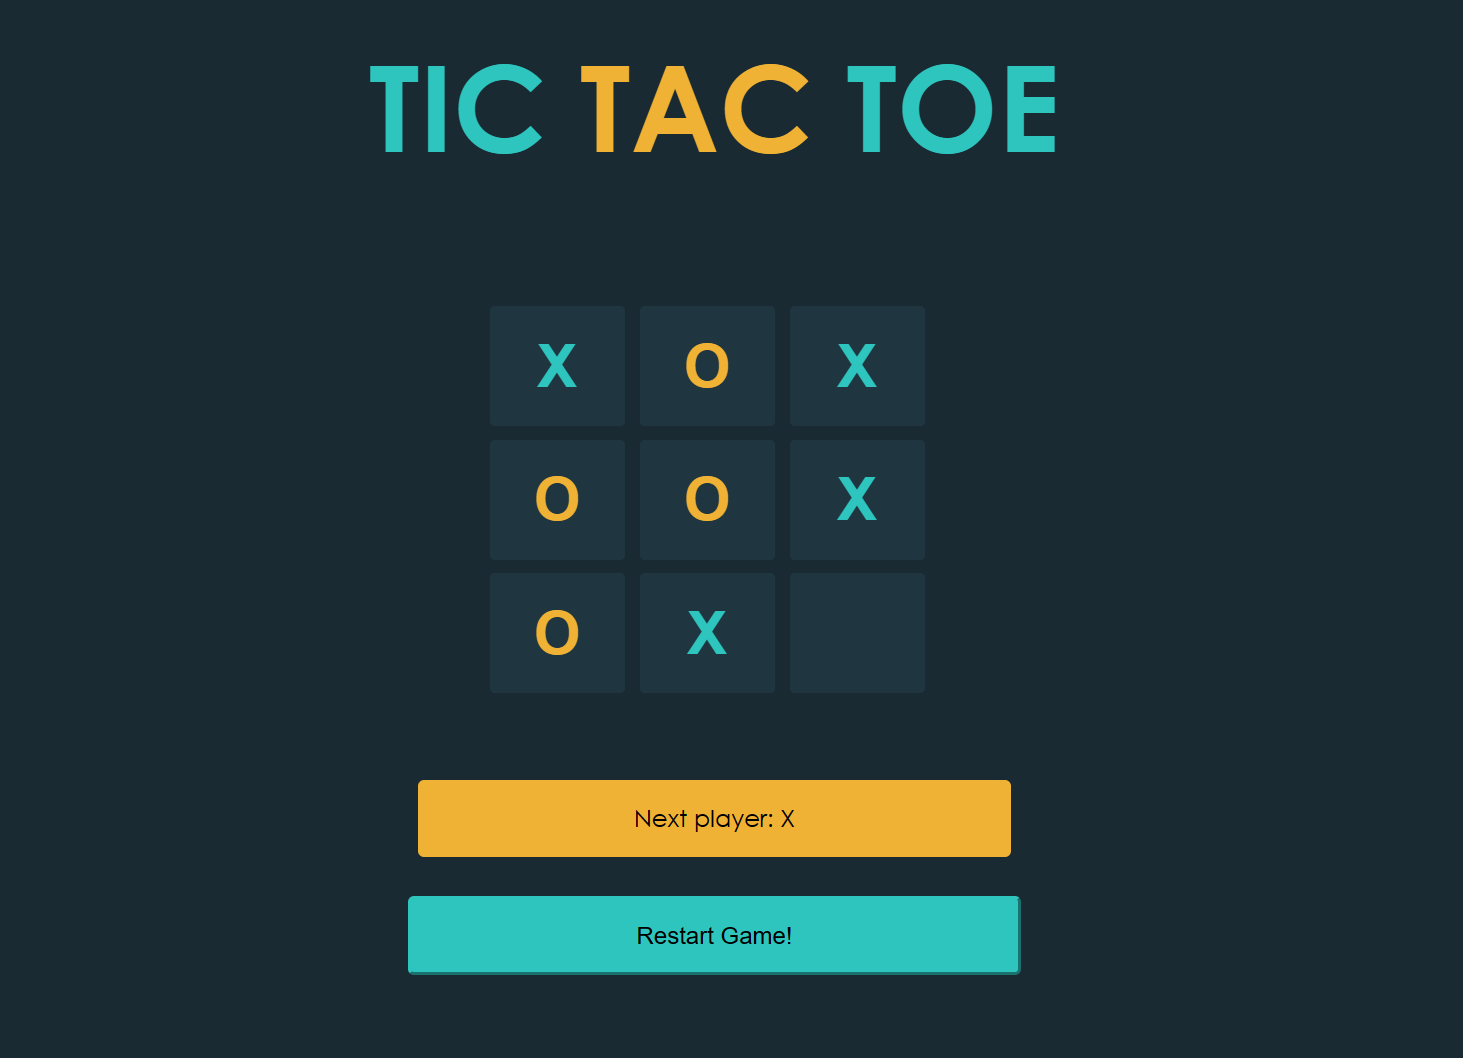 TIC TAC TOE
X O X
O O X
O X
Next player: X
Restart Game!